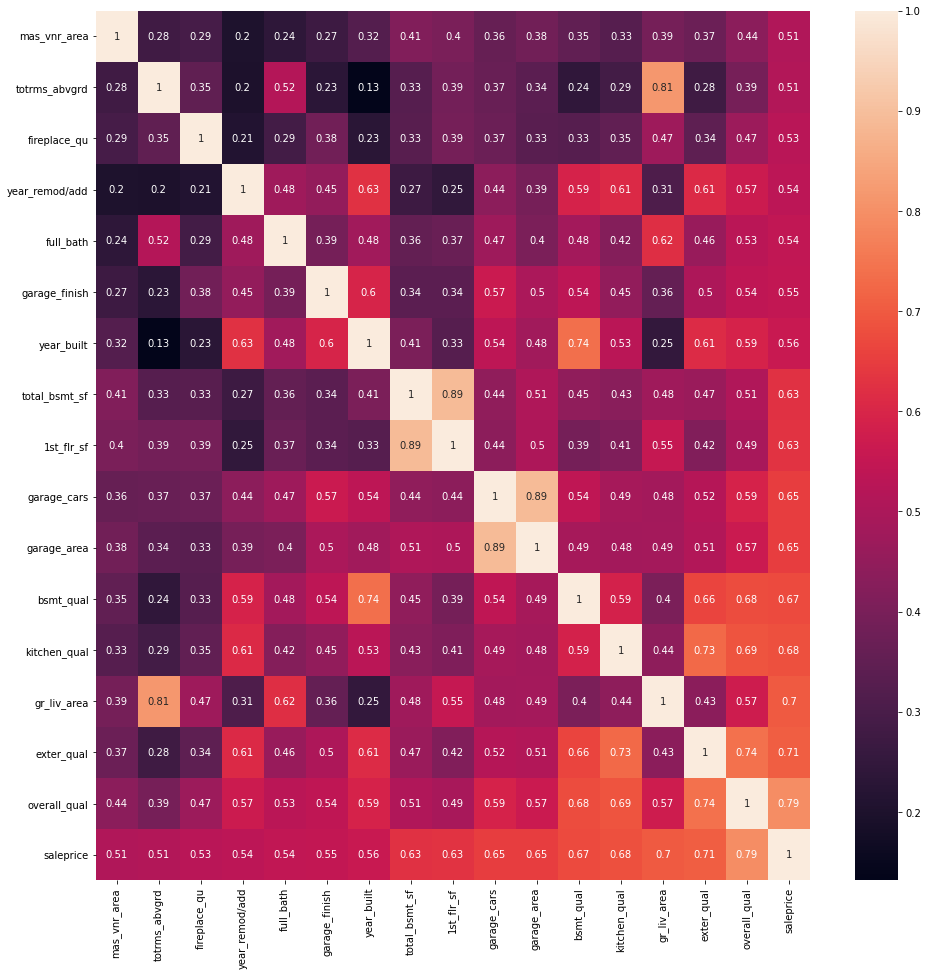 mas_vnr_area 1 0.28 0.29 0.2 0.24 0.27 0.32 0.41 0.4 0.36 0.38 0.35 0.33 0.39 0.37 0.44 0.51
totrms_abvgrd 0.28 1 0.35 0.2 0.52 0.23 0.13 0.33 0.39 0.37 0.34 0.24 0.29 0.81 0.28 0.39 0.51
fireplace_qu 0.29 0.35 1 0.21 0.29 0.38 0.23 0.33 0.39 0.37 0.33 0.33 0.35 0.47 0.34 0.47 0.53
year_remod/add 0.2 0.2 0.21 1 0.48 0.45 0.63 0.27 0.25 0.44 0.39 0.59 0.61 0.31 0.61 0.57 0.54
full_bath 0.24 0.52 0.29 0.48 1 0.39 0.48 0.36 0.37 0.47 0.4 0.48 0.42 0.62 0.46 0.53 0.54
garage_finish 0.27 0.23 0.38 0.45 0.39 1 0.6 0.34 0.34 0.57 0.5 0.54 0.45 0.36 0.5 0.54 0.55
year_built 0.32 0.13 0.23 0.63 0.48 0.6 1 0.41 0.33 0.54 0.48 0.74 0.53 0.25 0.61 0.59 0.56
total_bsmt_sf 0.41 0.33 0.33 0.27 0.36 0.34 0.41 1 0.89 0.44 0.51 0.45 0.43 0.48 0.47 0.51 0.63
1st_flr_sf 0.4 0.39 0.39 0.25 0.37 0.34 0.33 0.89 1 0.44 0.5 0.39 0.41 0.55 0.42 0.49 0.63
garage_cars 0.36 0.37 0.37 0.44 0.47 0.57 0.54 0.44 0.44 1 0.89 0.54 0.49 0.48 0.52 0.59 0.65
garage_area 0.38 0.34 0.33 0.39 0.4 0.5 0.48 0.51 0.5 0.89 1 0.49 0.48 0.49 0.51 0.57 0.65
bsmt_qual 0.35 0.24 0.33 0.59 0.48 0.54 0.74 0.45 0.39 0.54 0.49 1 0.59 0.4 0.66 0.68 0.67
kitchen_qual 0.33 0.29 0.35 0.61 0.42 0.45 0.53 0.43 0.41 0.49 0.48 0.59 1 0.44 0.73 0.69 0.68
gr_liv_area 0.39 0.81 0.47 0.31 0.62 0.36 0.25 0.48 0.55 0.48 0.49 0.4 0.44 1 0.43 0.57 0.7
exter_qual 0.37 0.28 0.34 0.61 0.46 0.5 0.61 0.47 0.42 0.52 0.51 0.66 0.73 0.43 1 0.74 0.71
overall_qual 0.44 0.39 0.47 0.57 0.53 0.54 0.59 0.51 0.49 0.59 0.57 0.68 0.69 0.57 0.74 1 0.79
saleprice 0.51 0.51 0.53 0.54 0.54 0.55 0.56 0.63 0.63 0.65 0.65 0.67 0.68 0.7 0.71 0.79 1
mas_vnr_area
totrms_abvgrd
fireplace_qu
year_remod/add
full_bath
garage_finish
year_built
total_bsmt_sf
1st_flr_sf
garage_cars
garage_area
bsmt_qual
kitchen_qual
gr_liv_area
exter_qual
overall_qual
saleprice
1.0
0.9
0.8
0.7
0.6
0.5
0.4
0.3
0.2